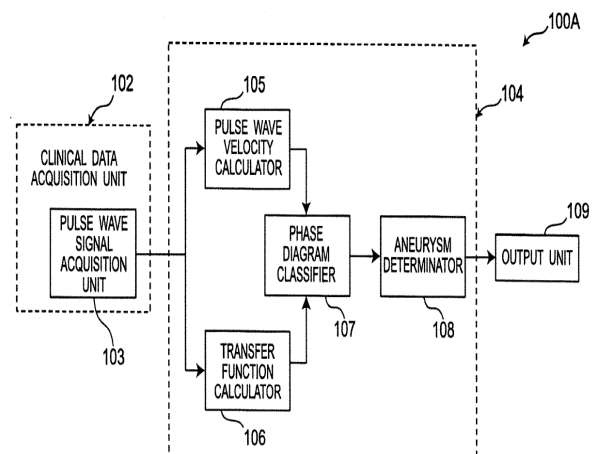 100A
102
105
104
CLINICAL DATA
ACQUISITION UNIT
PULSE WAVE
VELOCITY
CALCULATOR
PULSE WAVE
SIGNAL
ACQUISITION
UNIT
103
PHASE
DIAGRAM
CLASSIFIER
107
ANEURYSM
DETERMINATOR
108
109
OUTPUT UNIT
TRANSFER
FUNCTION
CALCULATOR
106